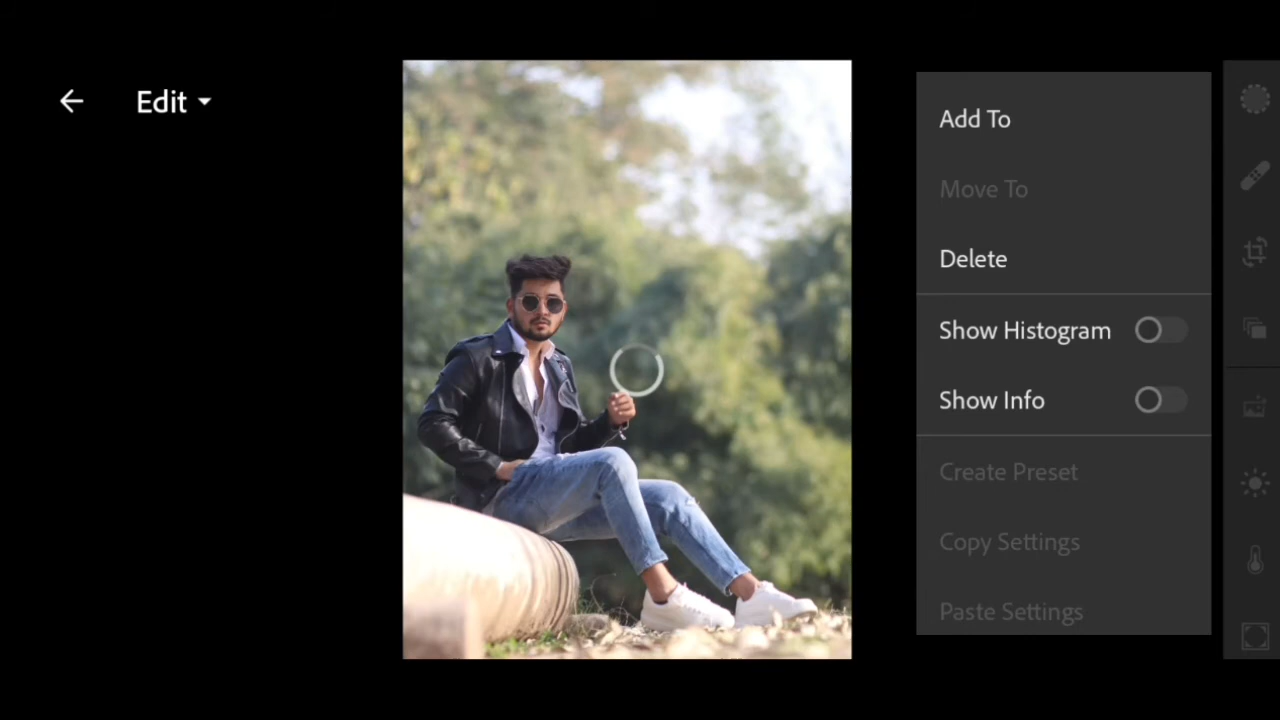 Edit
Add To
Move To
Delete
Show Histogram
Show Info
Create Preset
Copy Settings
Paste Settings